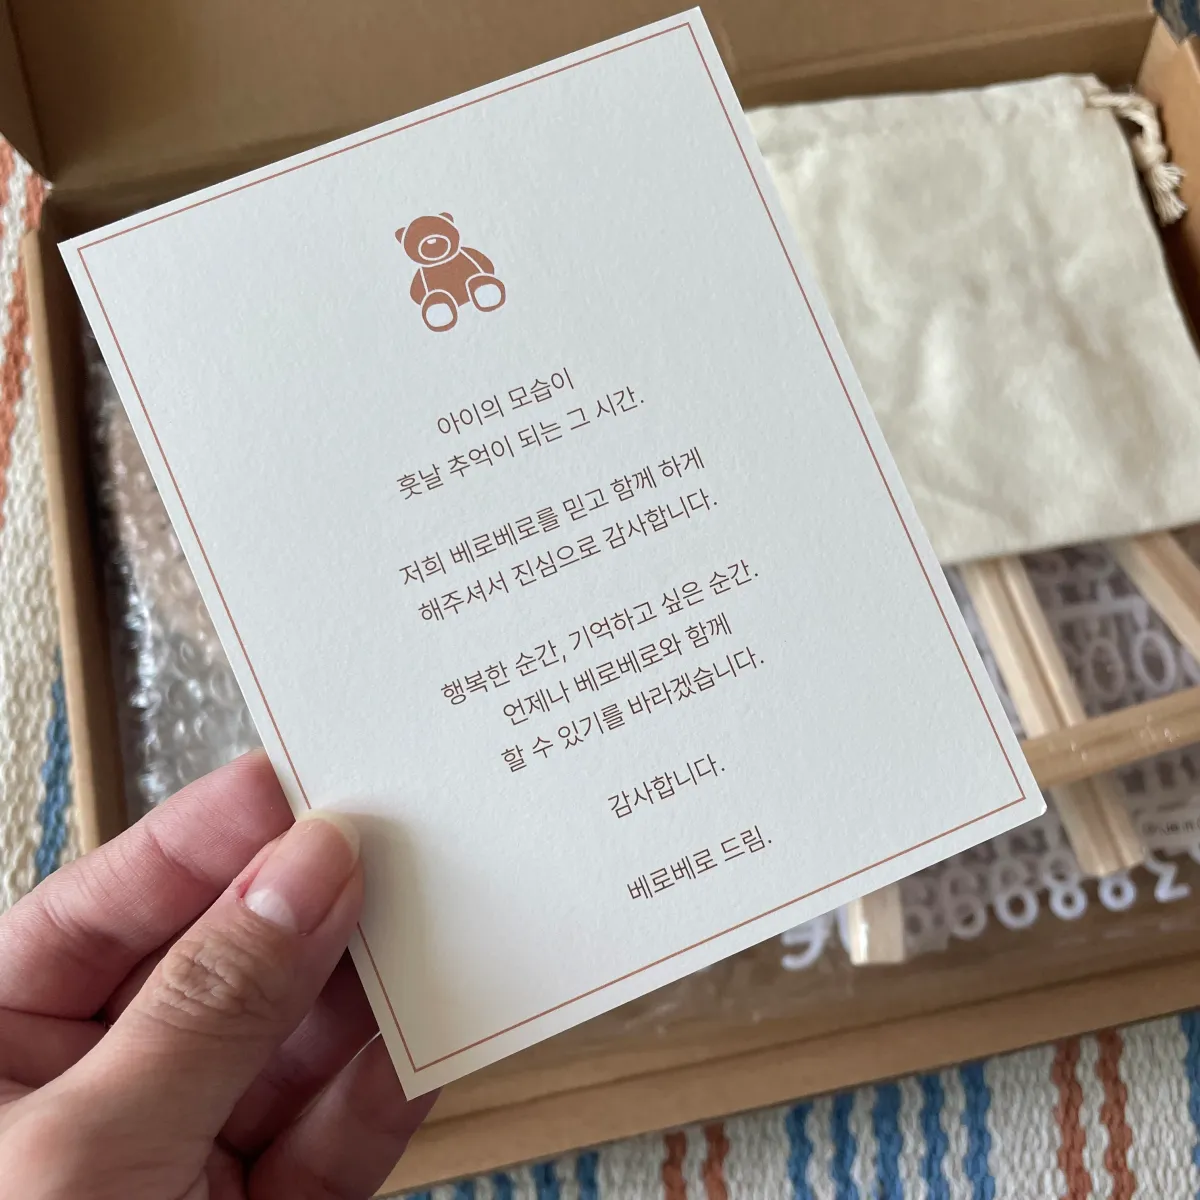 아이의 모습이
훗날 추억이 되는 그 시간.
저희 베로베로를 믿고 함께 하게
해주셔서 진심으로 감사합니다.
행복한 순간, 기억하고 싶은 순간.
언제나 베로베로와 함께
할 수 있기를 바라겠습니다.
감사합니다.
베로베로 드림.